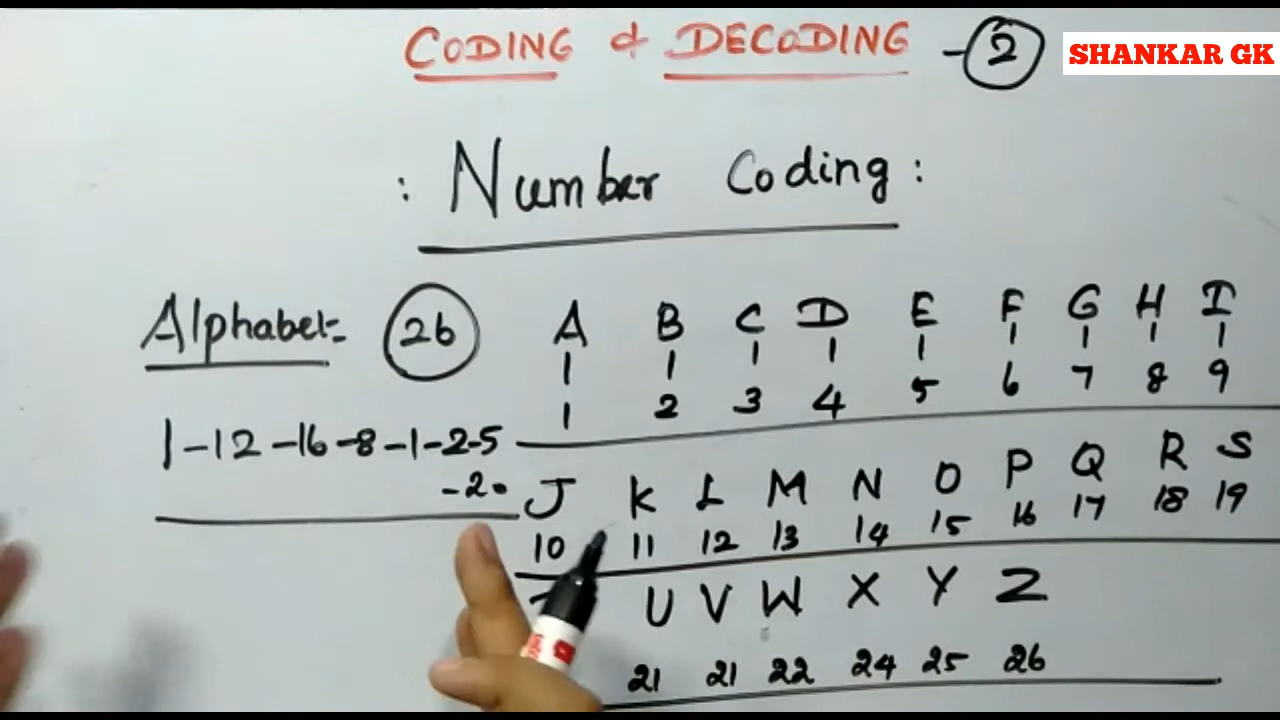 CODING & DECODING - 2
SHANKAR GK
: Number Coding :
Alphabet:- 26
1-12-16-8-1-2-5
-20
A B C D E F G H I
1 2 3 4 5 6 7 8 9
J K L M N O P Q R S
10 11 12 13 14 15 16 17 18 19
U V W X Y Z
21 21 22 24 25 26